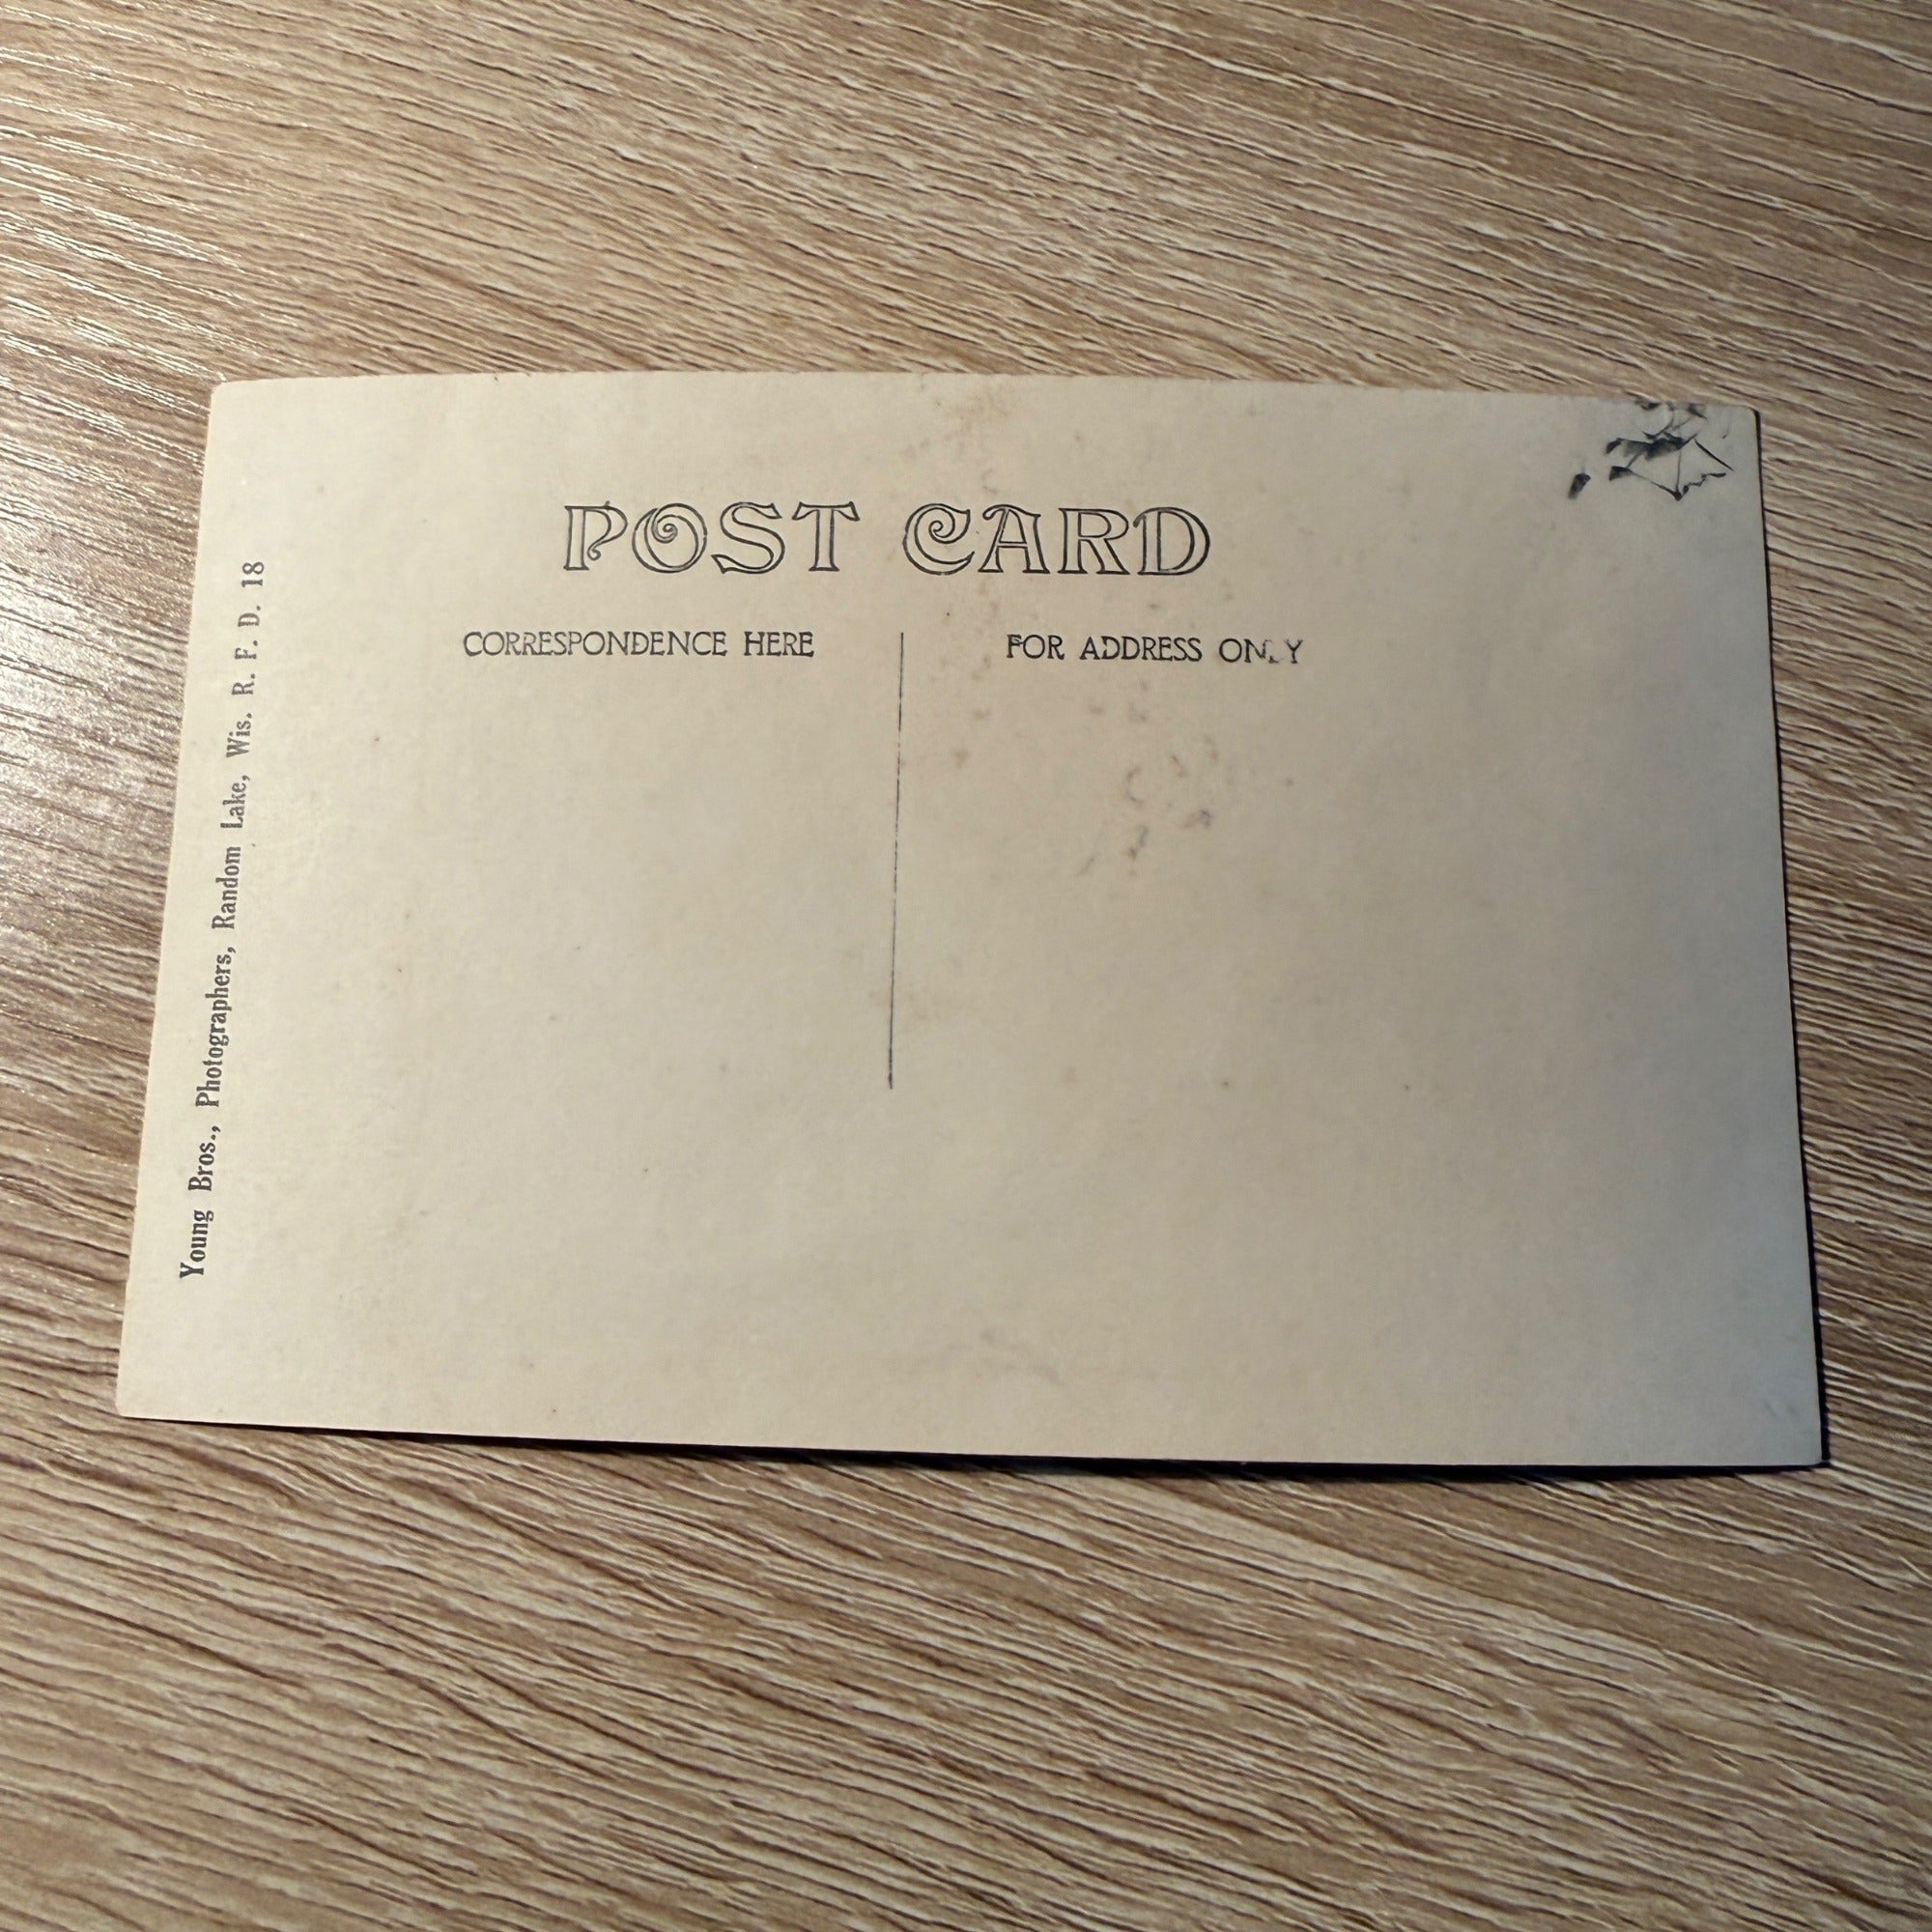 POST CARD
CORRESPONDENCE HERE
FOR ADDRESS ONLY
Young Bros., Photographers, Random Lake, Wis. R. F. D. 18